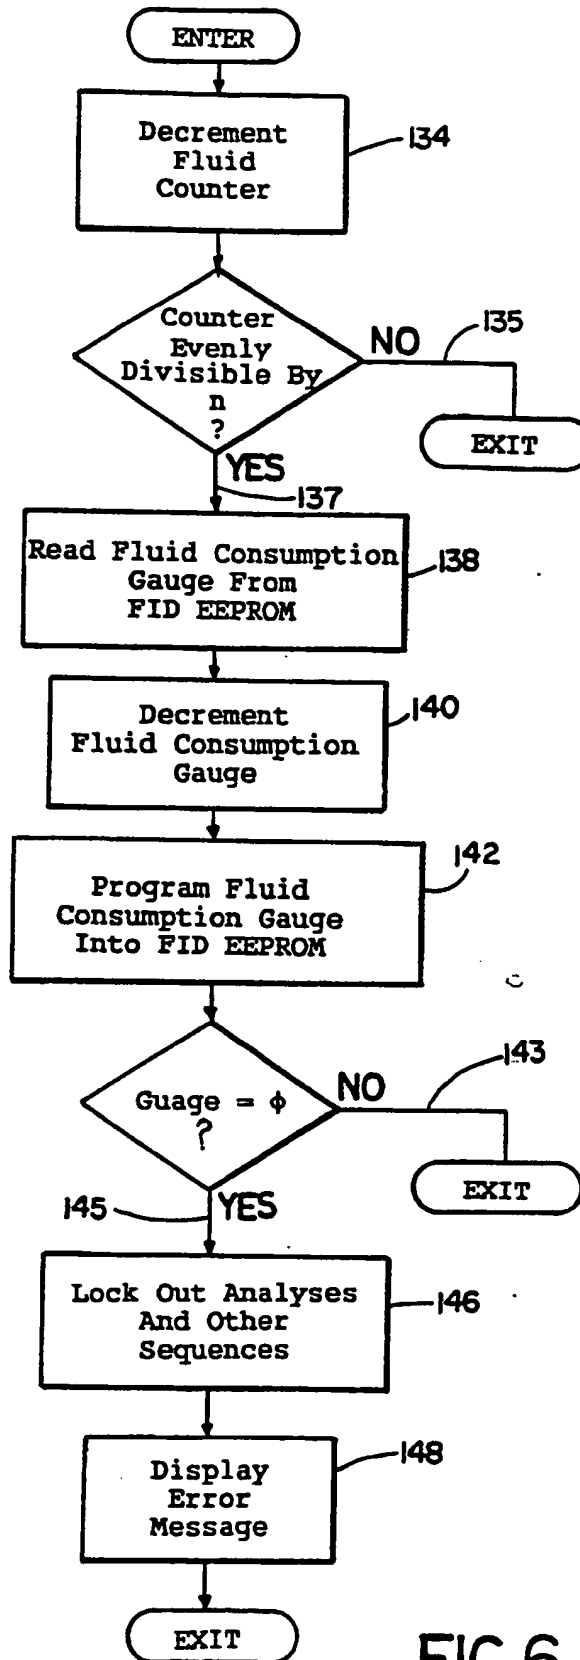 ENTER
Decrement
Fluid
Counter
134
Counter
Evenly
Divisible By
n
?
NO
135
EXIT
YES
137
Read Fluid Consumption
Gauge From
FID EEPROM
138
Decrement
Fluid Consumption
Gauge
140
Program Fluid
Consumption Gauge
Into FID EEPROM
142
Guage = ϕ
?
NO
143
EXIT
145
YES
Lock Out Analyses
And Other
Sequences
146
Display
Error
Message
148
EXIT
FIG.6